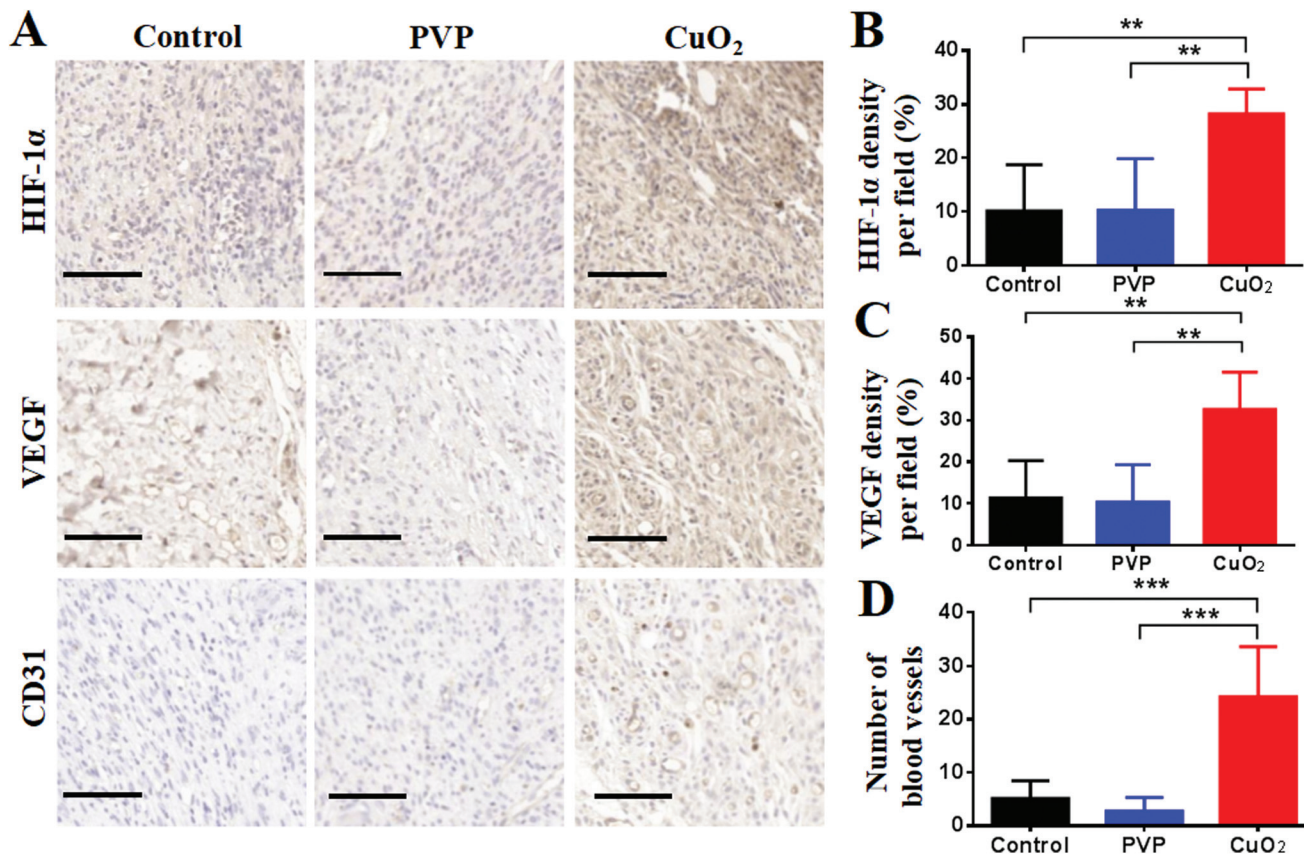 A
Control PVP CuO₂
HIF-1α
VEGF
CD31
B
** 
**
HIF-1α density
per field (%)
40
30
20
10
0
Control PVP CuO₂
C
**
**
VEGF density
per field (%)
50
40
30
20
10
0
Control PVP CuO₂
D
***
***
Number of
blood vessels
40
30
20
10
0
Control PVP CuO₂